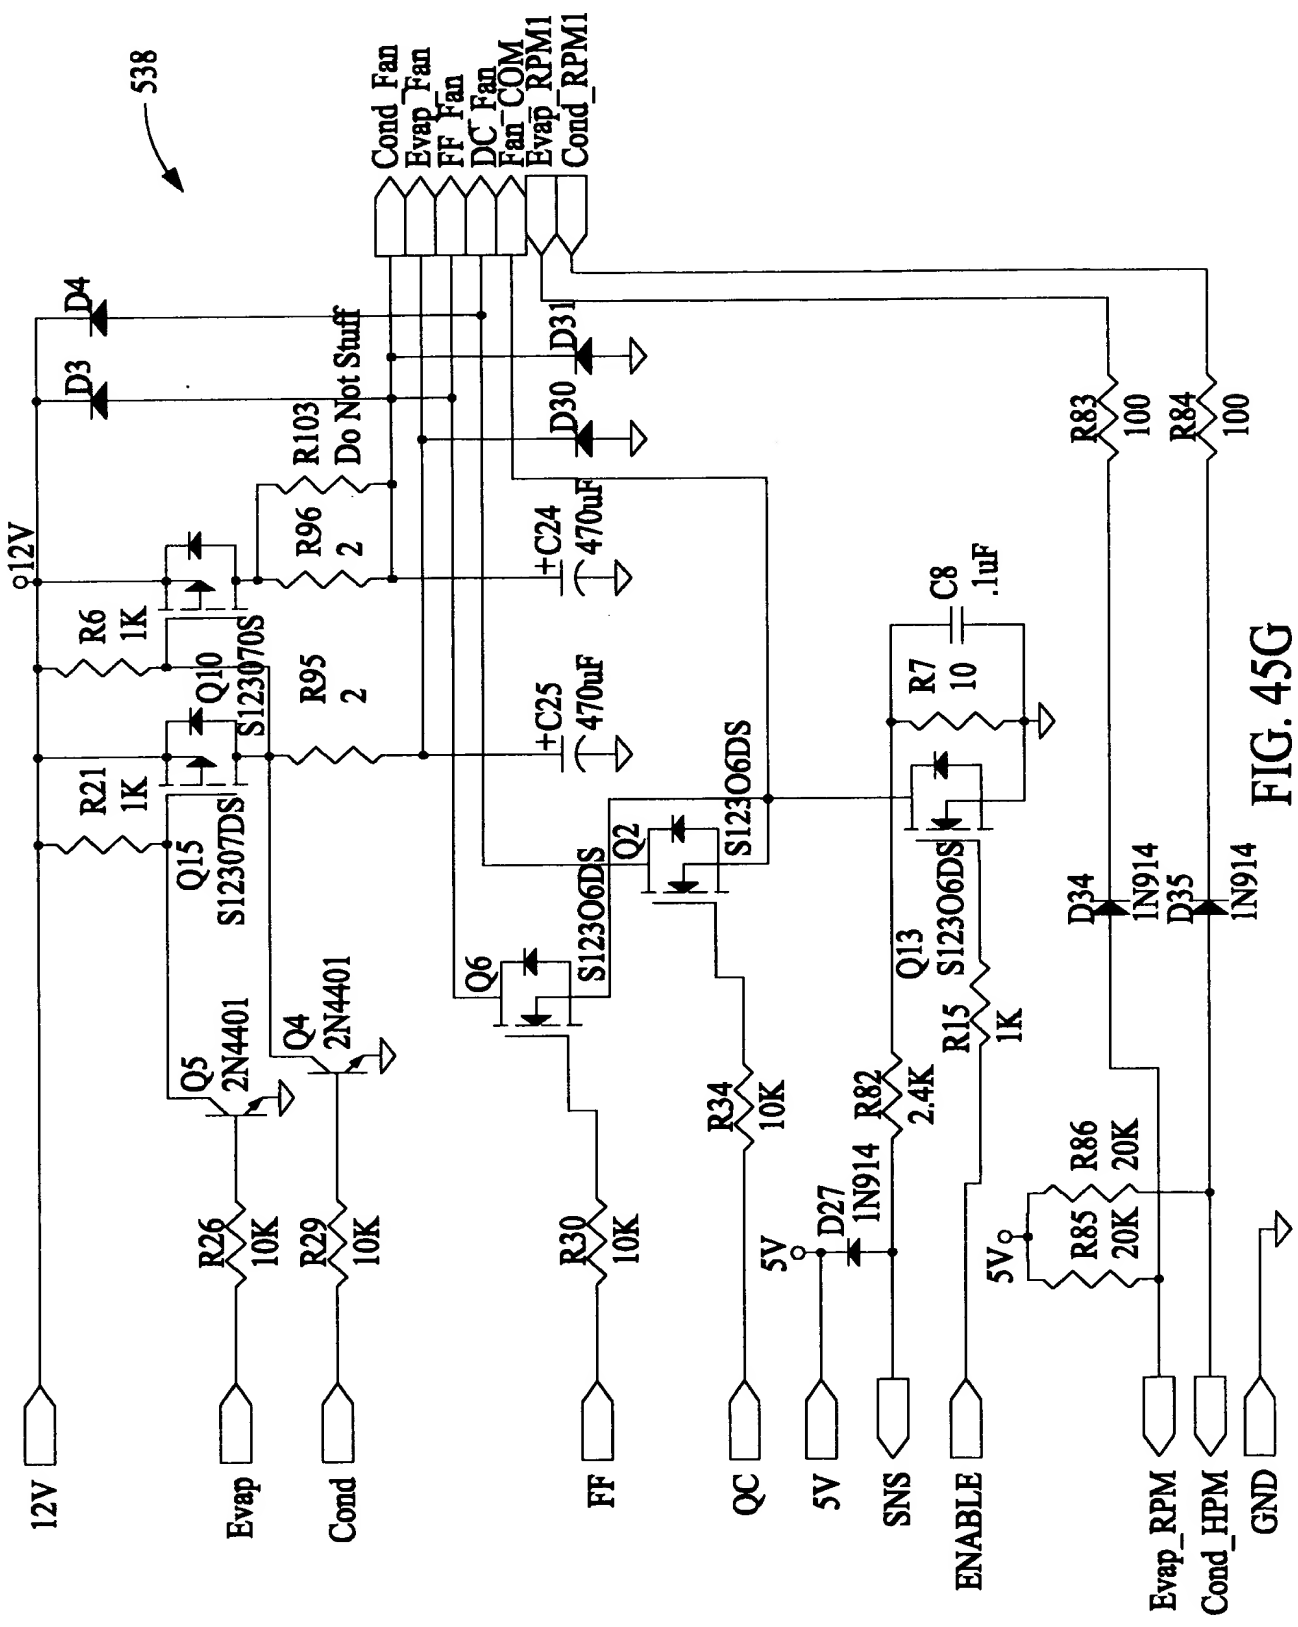 538
Cond_Fan
Evap_Fan
FF_Fan
DC_Fan
Fan_COM
Evap_RPM1
Cond_RPM1
D4
D3
D31
D30
12V
R103
Do Not Stuff
R96
2
+C24
470uF
R6
1K
Q10
S123070S
R95
2
+C25
470uF
R21
1K
Q15
S12307DS
Q2
S123O6DS
Q6
S123O6DS
C8
.1uF
R7
10
Q13
S123O6DS
R83
100
R84
100
D34
1N914
D35
1N914
Q5
2N4401
Q4
2N4401
R26
10K
R29
10K
R30
10K
R34
10K
R82
2.4K
R15
1K
D27
1N914
5V
5V
R86
20K
R85
20K
12V
Evap
Cond
FF
QC
5V
SNS
ENABLE
Evap_RPM
Cond_HPM
GND
FIG. 45G